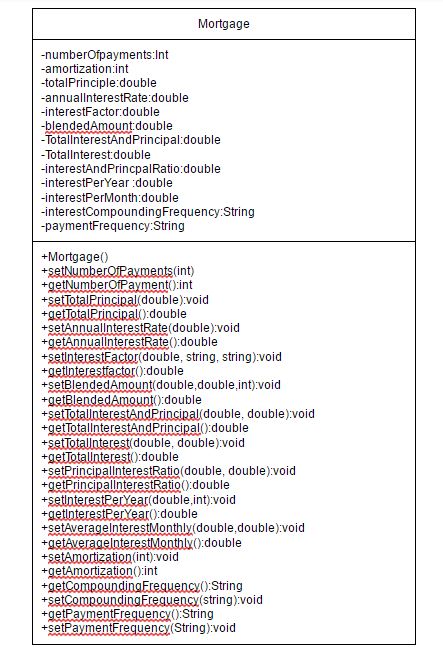 Mortgage
-numberOfpayments:Int
-amortization:int
-totalPrinciple:double
-annualInterestRate:double
-interestFactor:double
-blendedAmount:double
-TotalInterestAndPrincipal:double
-TotalInterest:double
-interestAndPrincpalRatio:double
-interestPerYear :double
-interestPerMonth:double
-interestCompoundingFrequency:String
-paymentFrequency:String
+Mortgage()
+setNumberOfPayments(int)
+getNumberOfPayment():int
+setTotalPrincipal(double):void
+getTotalPrincipal():double
+setAnnualInterestRate(double):void
+getAnnualInterestRate():double
+setInterestFactor(double, string, string):void
+getInterestfactor():double
+setBlendedAmount(double,double,int):void
+getBlendedAmount():double
+setTotalInterestAndPrincipal(double, double):void
+getTotalInterestAndPrincipal():double
+setTotalInterest(double, double):void
+getTotalInterest():double
+setPrincipalInterestRatio(double, double):void
+getPrincipalInterestRatio():double
+setInterestPerYear(double,int):void
+getInterestPerYear():double
+setAverageInterestMonthly(double,double):void
+getAverageInterestMonthly():double
+setAmortization(int):void
+getAmortization():int
+getCompoundingFrequency():String
+setCompoundingFrequency(string):void
+getPaymentFrequency():String
+setPaymentFrequency(String):void